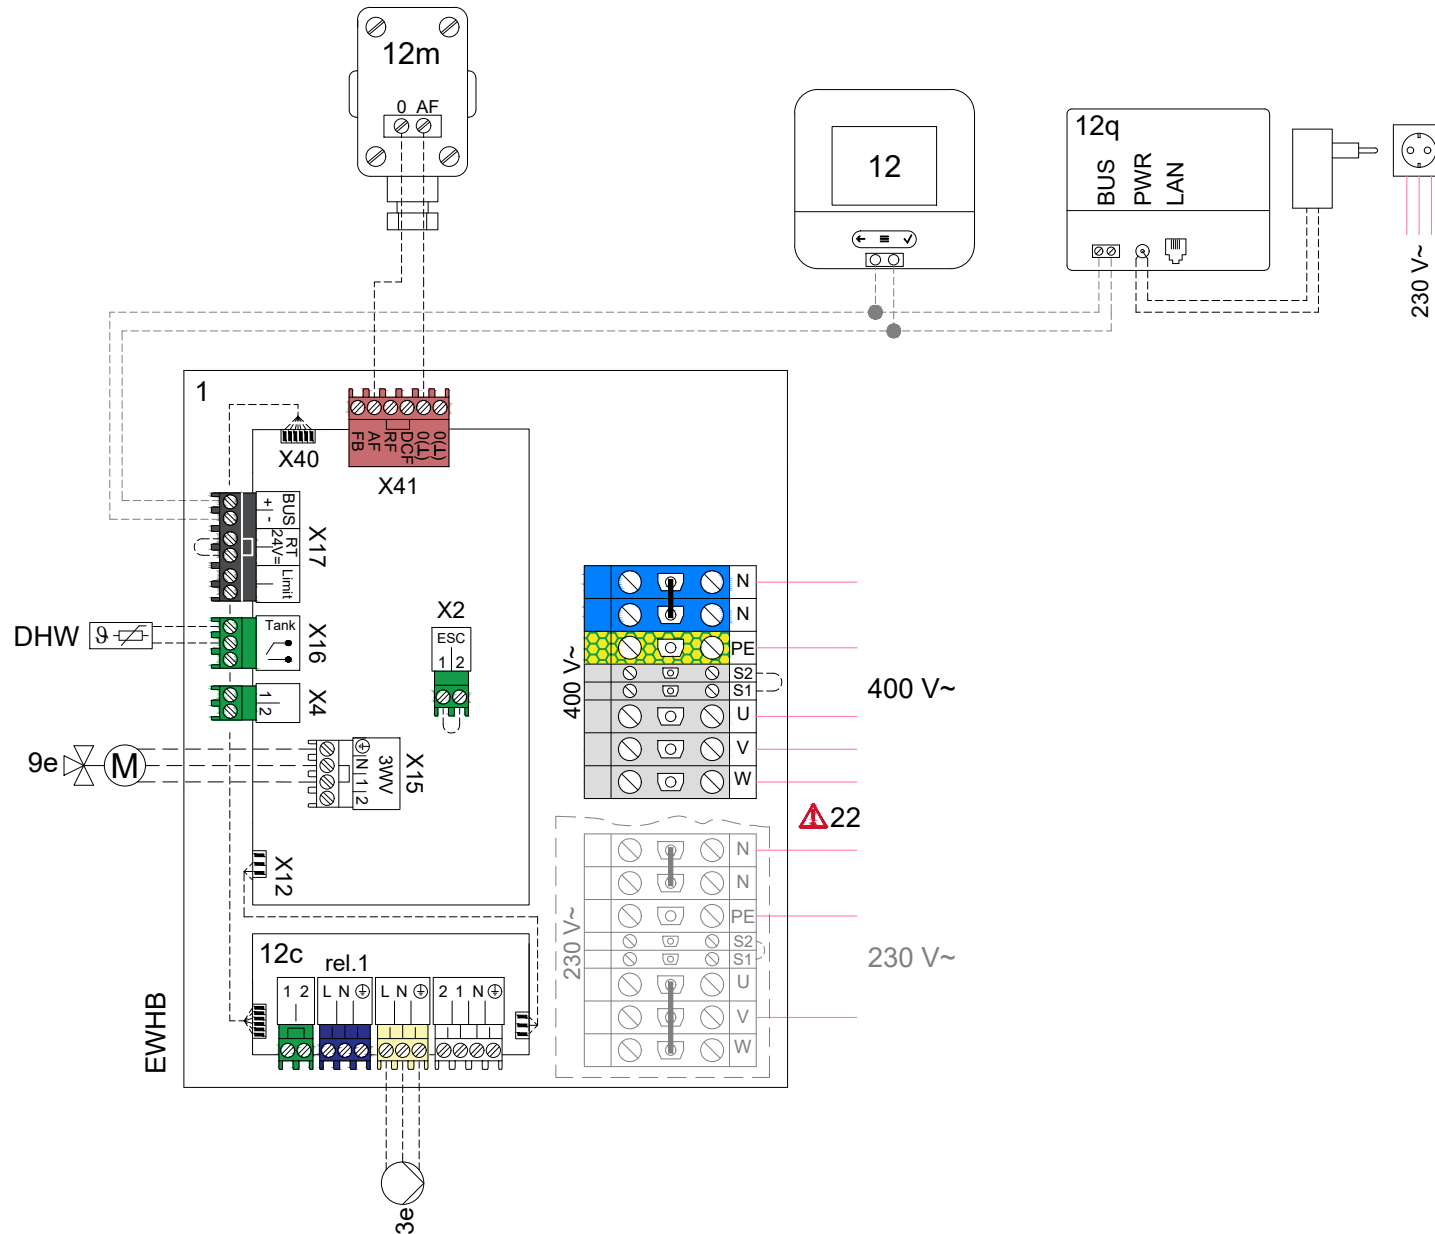 12m
0 AF
12
12q
BUS
PWR
LAN
230 V~
1
X40
FB
AF
RF
DCF
0(⊥)
0(⊥)
X41
BUS
+ -
RT
24V=
Limit
X17
DHW
ϑ
Tank
X16
1
2
X4
X2
ESC
1 2
9e
M
N 1 2
3WV
X15
X12
400 V~
N
N
PE
S2
S1
U
V
W
400 V~
22
230 V~
N
N
PE
S2
S1
U
V
W
230 V~
12c
rel.1
1 2
L N
L N
2 1 N
EWHB
3e